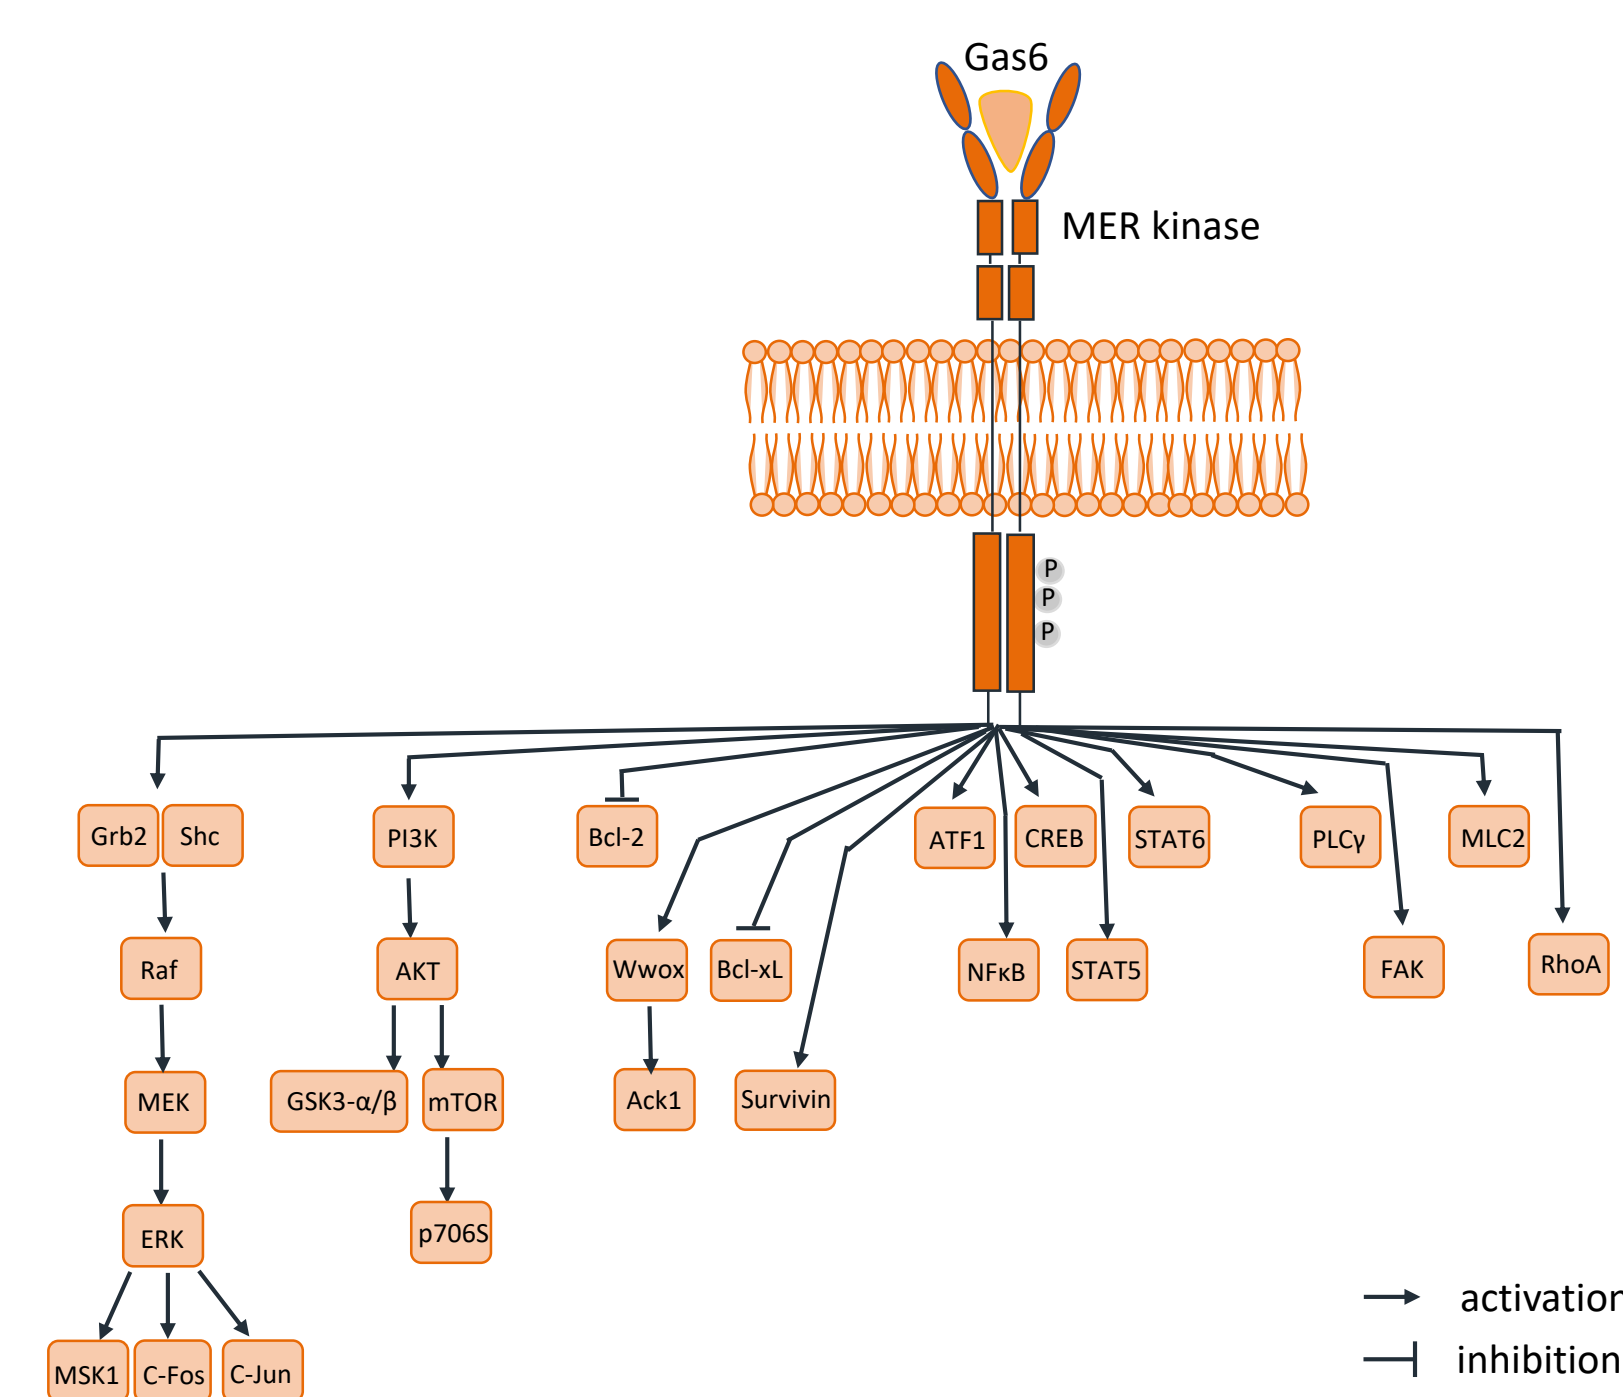 Gas6
MER kinase
P
P
P
Grb2 Shc PI3K Bcl-2 ATF1 CREB STAT6 PLCγ MLC2
Raf AKT Wwox Bcl-xL NFκB STAT5 FAK RhoA
MEK GSK3-α/β mTOR Ack1 Survivin
ERK p706S
MSK1 C-Fos C-Jun
activation
inhibition